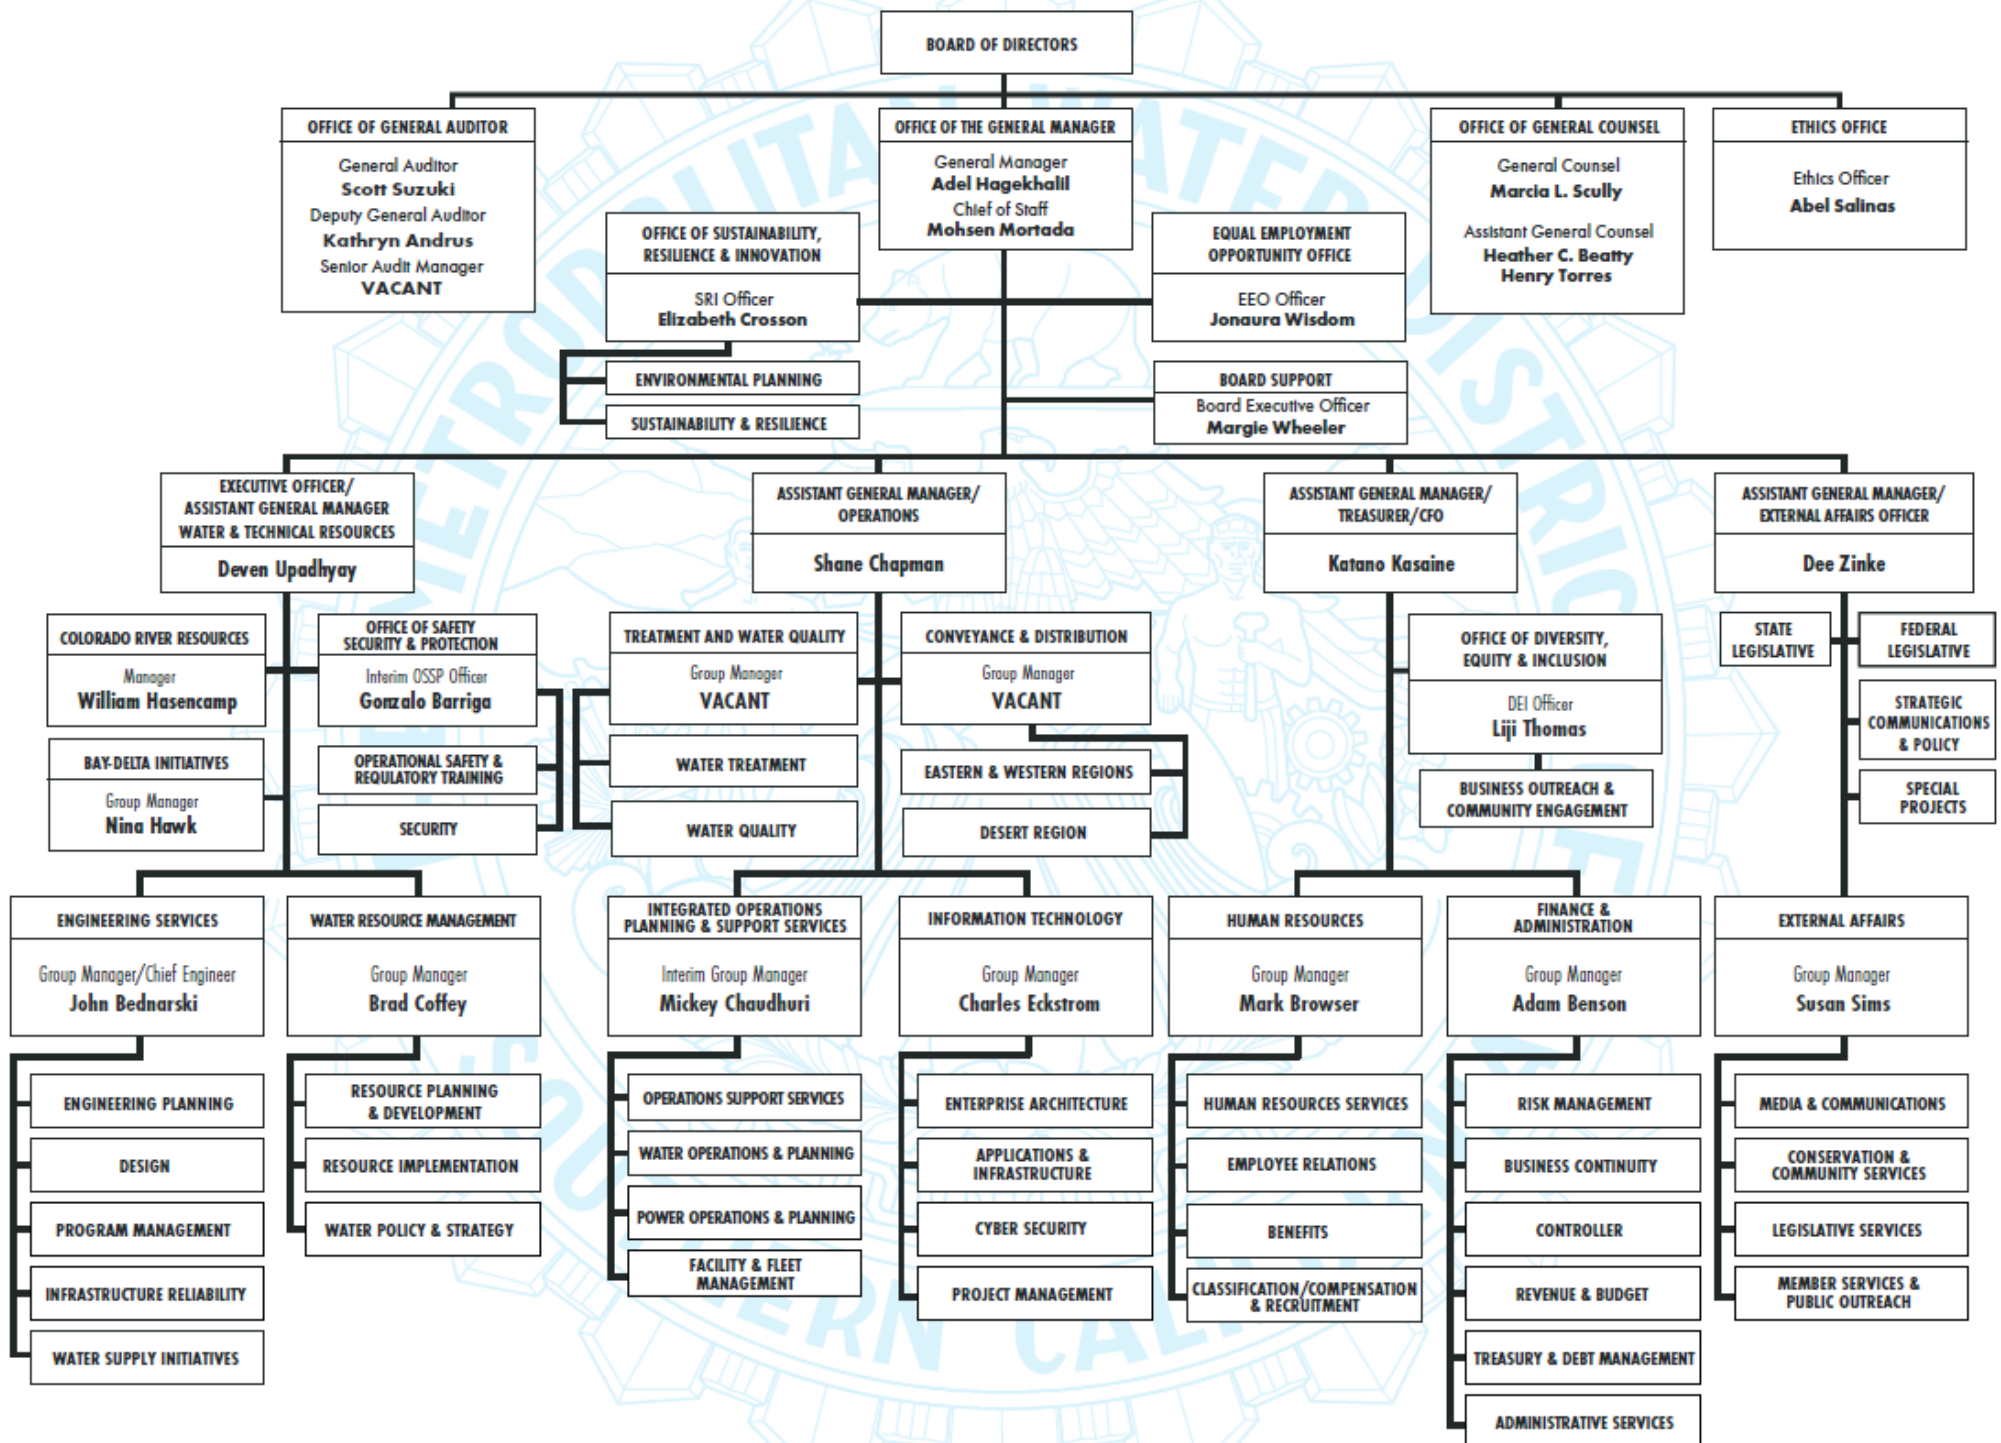 BOARD OF DIRECTORS
OFFICE OF GENERAL AUDITOR
General Auditor
Scott Suzuki
Deputy General Auditor
Kathryn Andrus
Senior Audit Manager
VACANT
OFFICE OF THE GENERAL MANAGER
General Manager
Adel Hagekhalil
Chief of Staff
Mohsen Mortada
OFFICE OF GENERAL COUNSEL
General Counsel
Marcia L. Scully
Assistant General Counsel
Heather C. Beatty
Henry Torres
ETHICS OFFICE
Ethics Officer
Abel Salinas
OFFICE OF SUSTAINABILITY,
RESILIENCE & INNOVATION
SRI Officer
Elizabeth Crosson
ENVIRONMENTAL PLANNING
SUSTAINABILITY & RESILIENCE
EQUAL EMPLOYMENT
OPPORTUNITY OFFICE
EEO Officer
Jonaura Wisdom
BOARD SUPPORT
Board Executive Officer
Margie Wheeler
EXECUTIVE OFFICER/
ASSISTANT GENERAL MANAGER
WATER & TECHNICAL RESOURCES
Deven Upadhyay
ASSISTANT GENERAL MANAGER/
OPERATIONS
Shane Chapman
ASSISTANT GENERAL MANAGER/
TREASURER/CFO
Katano Kasaine
ASSISTANT GENERAL MANAGER/
EXTERNAL AFFAIRS OFFICER
Dee Zinke
COLORADO RIVER RESOURCES
Manager
William Hasencamp
BAY-DELTA INITIATIVES
Group Manager
Nina Hawk
OFFICE OF SAFETY
SECURITY & PROTECTION
Interim OSSP Officer
Gonzalo Barriga
OPERATIONAL SAFETY &
REQULATORY TRAINING
SECURITY
TREATMENT AND WATER QUALITY
Group Manager
VACANT
WATER TREATMENT
WATER QUALITY
CONVEYANCE & DISTRIBUTION
Group Manager
VACANT
EASTERN & WESTERN REGIONS
DESERT REGION
OFFICE OF DIVERSITY,
EQUITY & INCLUSION
DEI Officer
Liji Thomas
BUSINESS OUTREACH &
COMMUNITY ENGAGEMENT
STATE
LEGISLATIVE
FEDERAL
LEGISLATIVE
STRATEGIC
COMMUNICATIONS
& POLICY
SPECIAL
PROJECTS
ENGINEERING SERVICES
Group Manager/Chief Engineer
John Bednarski
ENGINEERING PLANNING
DESIGN
PROGRAM MANAGEMENT
INFRASTRUCTURE RELIABILITY
WATER SUPPLY INITIATIVES
WATER RESOURCE MANAGEMENT
Group Manager
Brad Coffey
RESOURCE PLANNING
& DEVELOPMENT
RESOURCE IMPLEMENTATION
WATER POLICY & STRATEGY
INTEGRATED OPERATIONS
PLANNING & SUPPORT SERVICES
Interim Group Manager
Mickey Chaudhuri
OPERATIONS SUPPORT SERVICES
WATER OPERATIONS & PLANNING
POWER OPERATIONS & PLANNING
FACILITY & FLEET
MANAGEMENT
INFORMATION TECHNOLOGY
Group Manager
Charles Eckstrom
ENTERPRISE ARCHITECTURE
APPLICATIONS &
INFRASTRUCTURE
CYBER SECURITY
PROJECT MANAGEMENT
HUMAN RESOURCES
Group Manager
Mark Browser
HUMAN RESOURCES SERVICES
EMPLOYEE RELATIONS
BENEFITS
CLASSIFICATION/COMPENSATION
& RECRUITMENT
FINANCE &
ADMINISTRATION
Group Manager
Adam Benson
RISK MANAGEMENT
BUSINESS CONTINUITY
CONTROLLER
REVENUE & BUDGET
TREASURY & DEBT MANAGEMENT
ADMINISTRATIVE SERVICES
EXTERNAL AFFAIRS
Group Manager
Susan Sims
MEDIA & COMMUNICATIONS
CONSERVATION &
COMMUNITY SERVICES
LEGISLATIVE SERVICES
MEMBER SERVICES &
PUBLIC OUTREACH